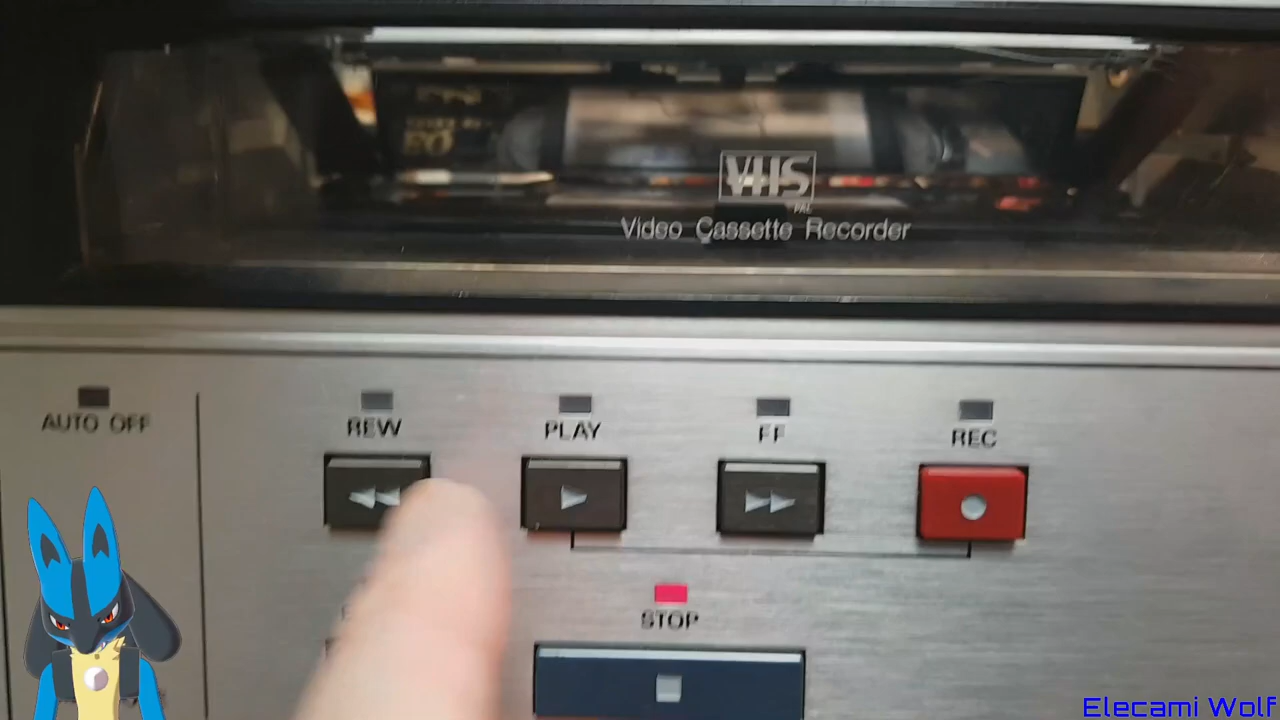 VHS
PAL
Video Cassette Recorder
AUTO OFF
REW
PLAY
FF
REC
STOP
Elecami Wolf